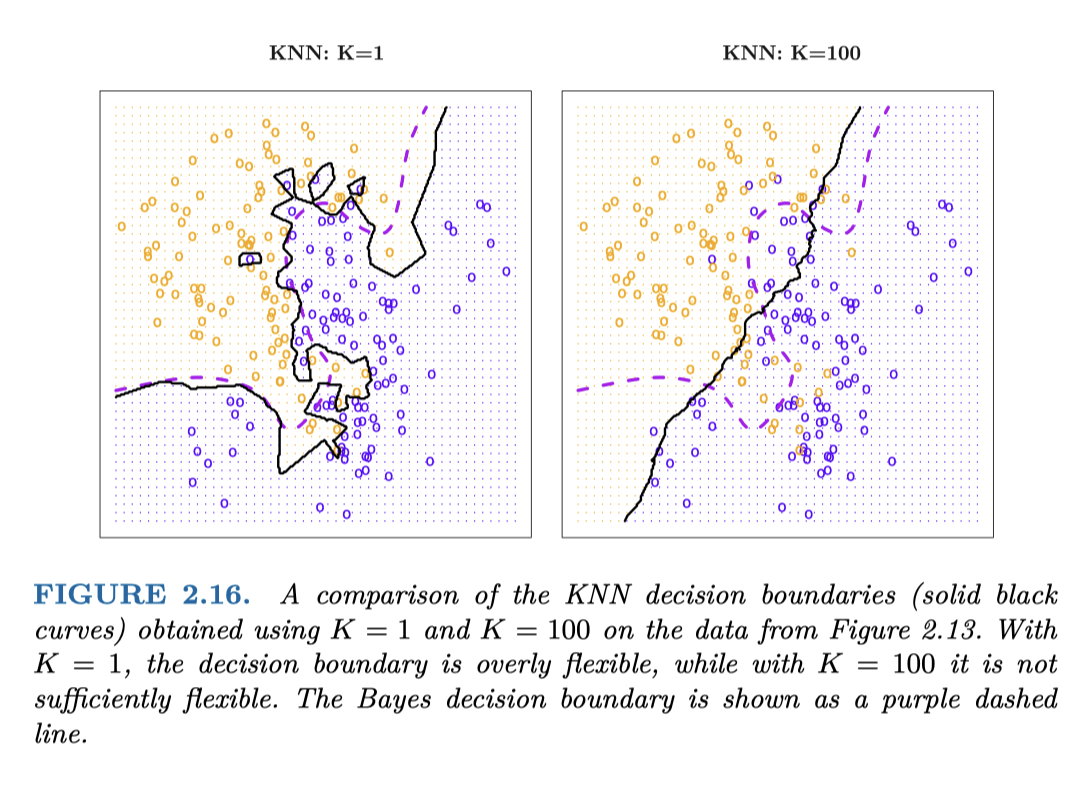 KNN: K=1
KNN: K=100
FIGURE 2.16. A comparison of the KNN decision boundaries (solid black
curves) obtained using K = 1 and K = 100 on the data from Figure 2.13. With
K = 1, the decision boundary is overly flexible, while with K = 100 it is not
sufficiently flexible. The Bayes decision boundary is shown as a purple dashed
line.